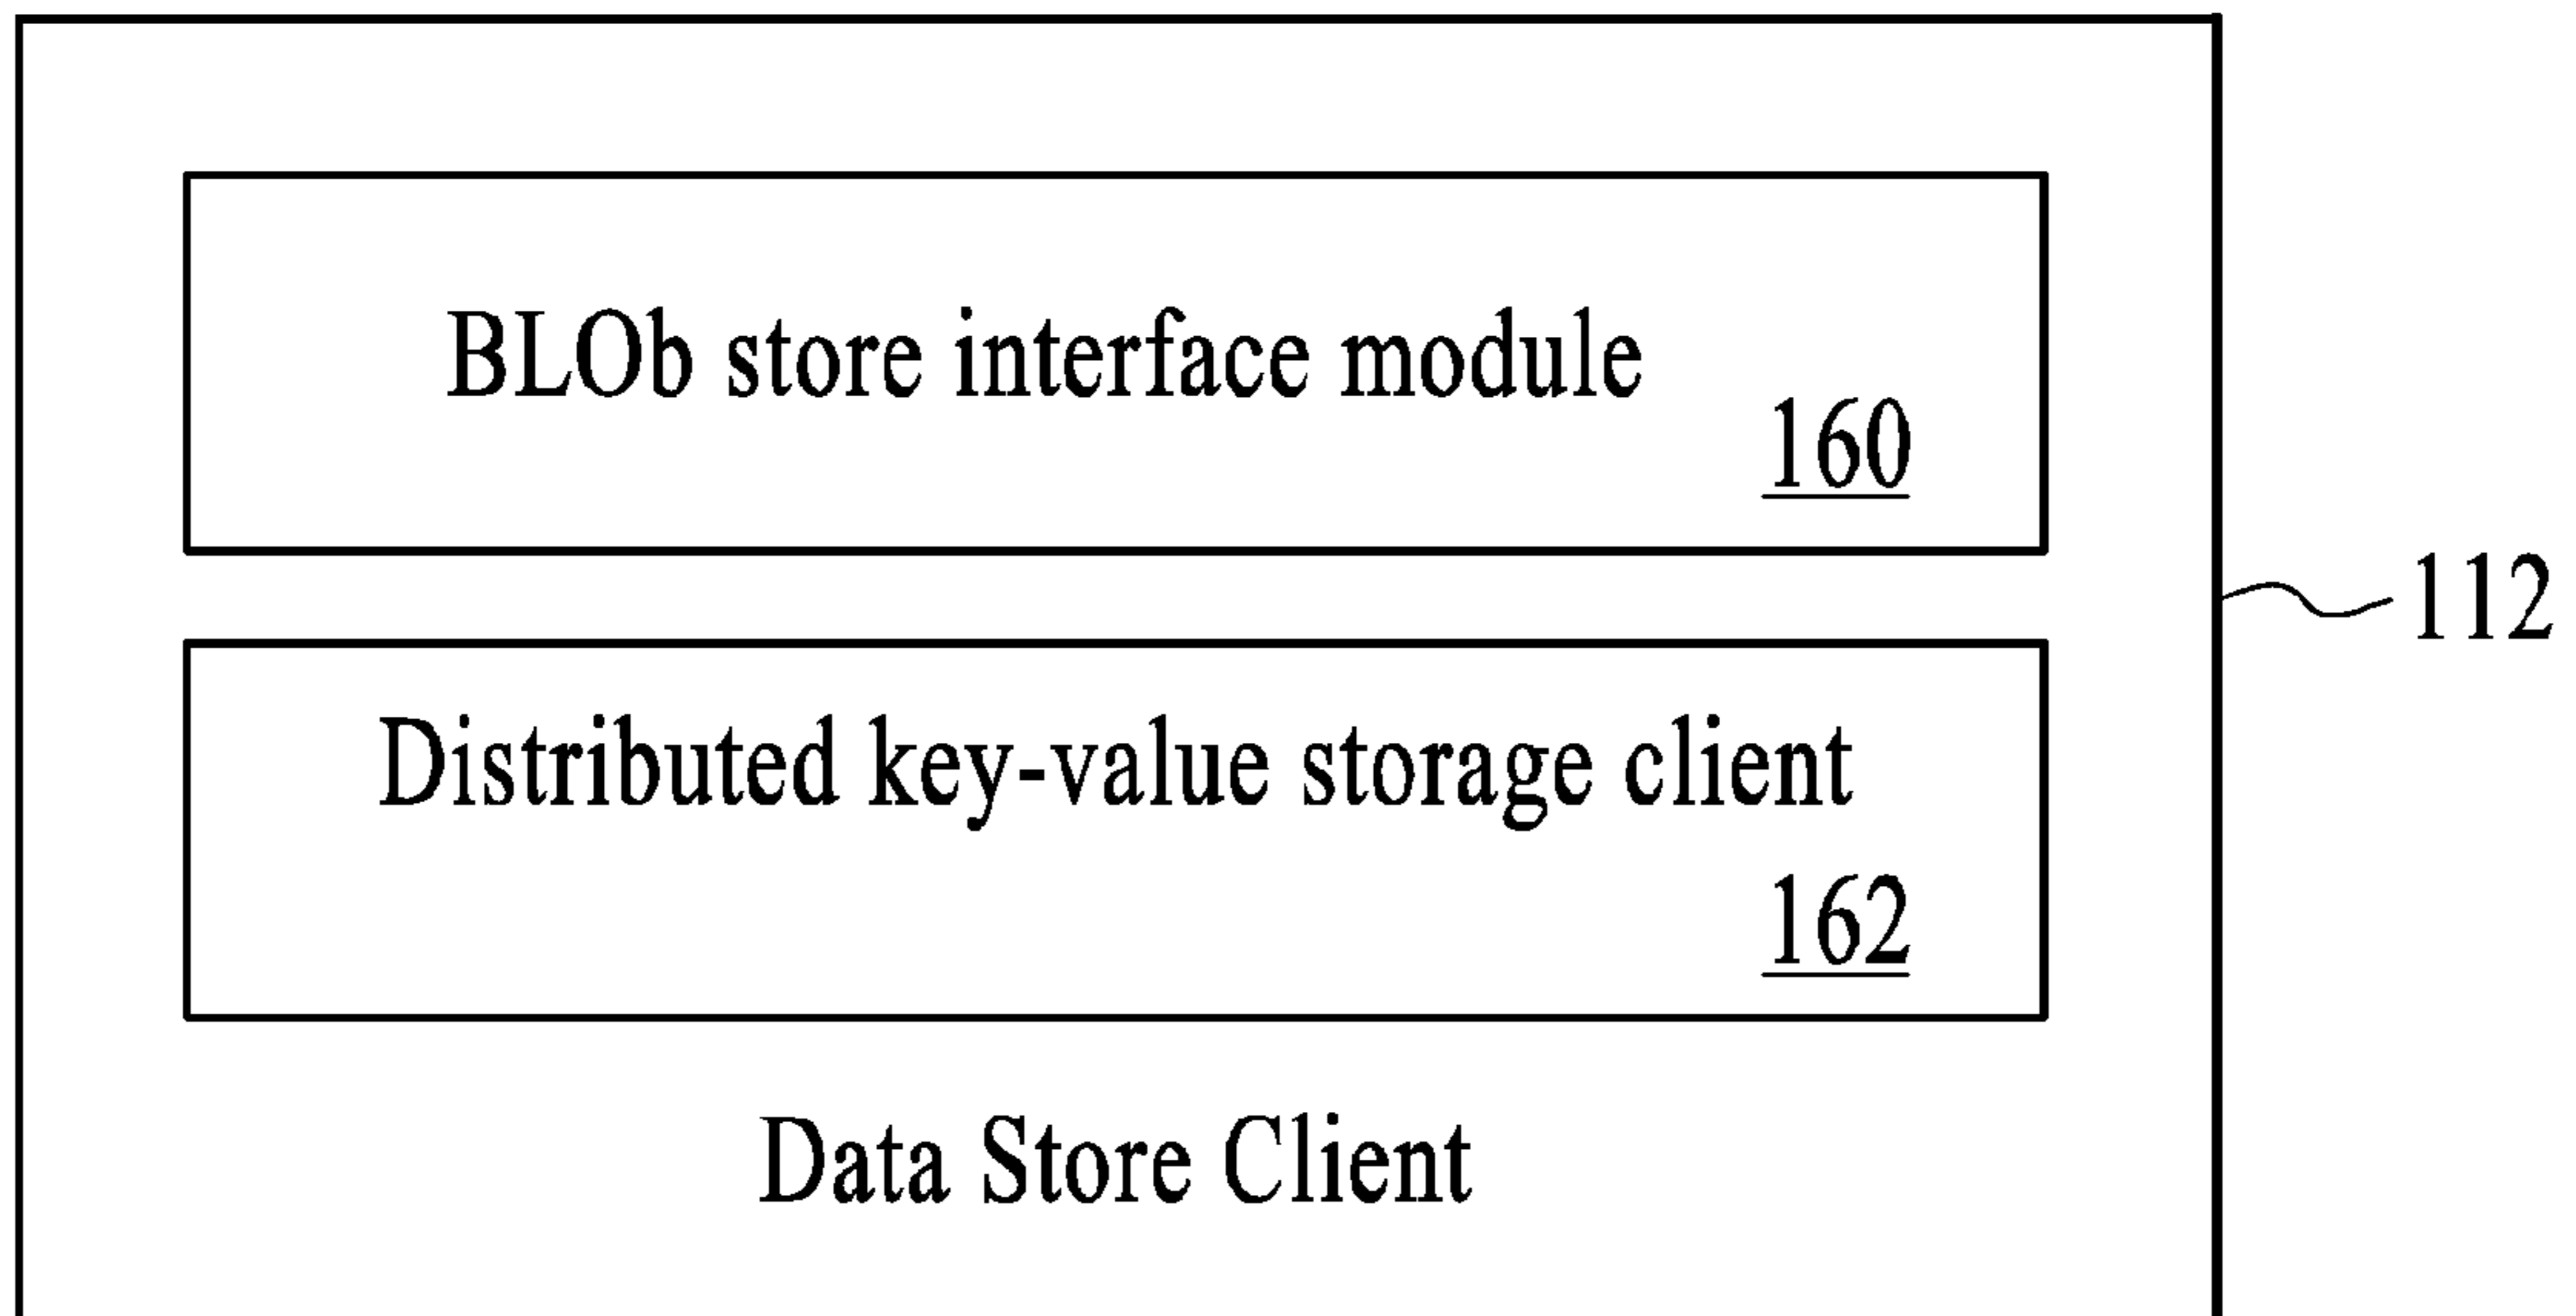 BLOb store interface module
160
112
Distributed key-value storage client
162
Data Store Client